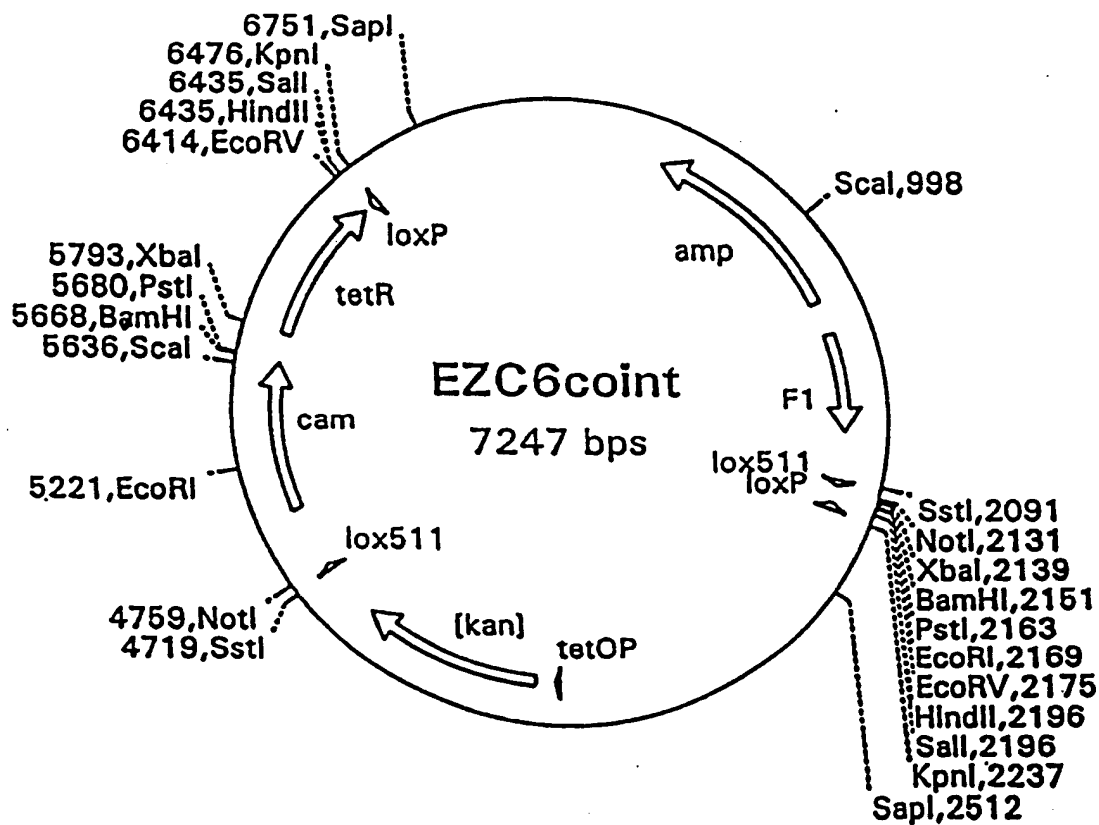 6751,SapI
6476,KpnI
6435,SalI
6435,HindII
6414,EcoRV
ScaI,998
loxP
amp
5793,XbaI
5680,PstI
5668,BamHI
5636,ScaI
tetR
EZC6coint
7247 bps
F1
cam
lox511
loxP
5221,EcoRI
SstI,2091
NotI,2131
XbaI,2139
BamHI,2151
PstI,2163
EcoRI,2169
EcoRV,2175
HindII,2196
SalI,2196
KpnI,2237
SapI,2512
lox511
4759,NotI
4719,SstI
[kan]
tetOP